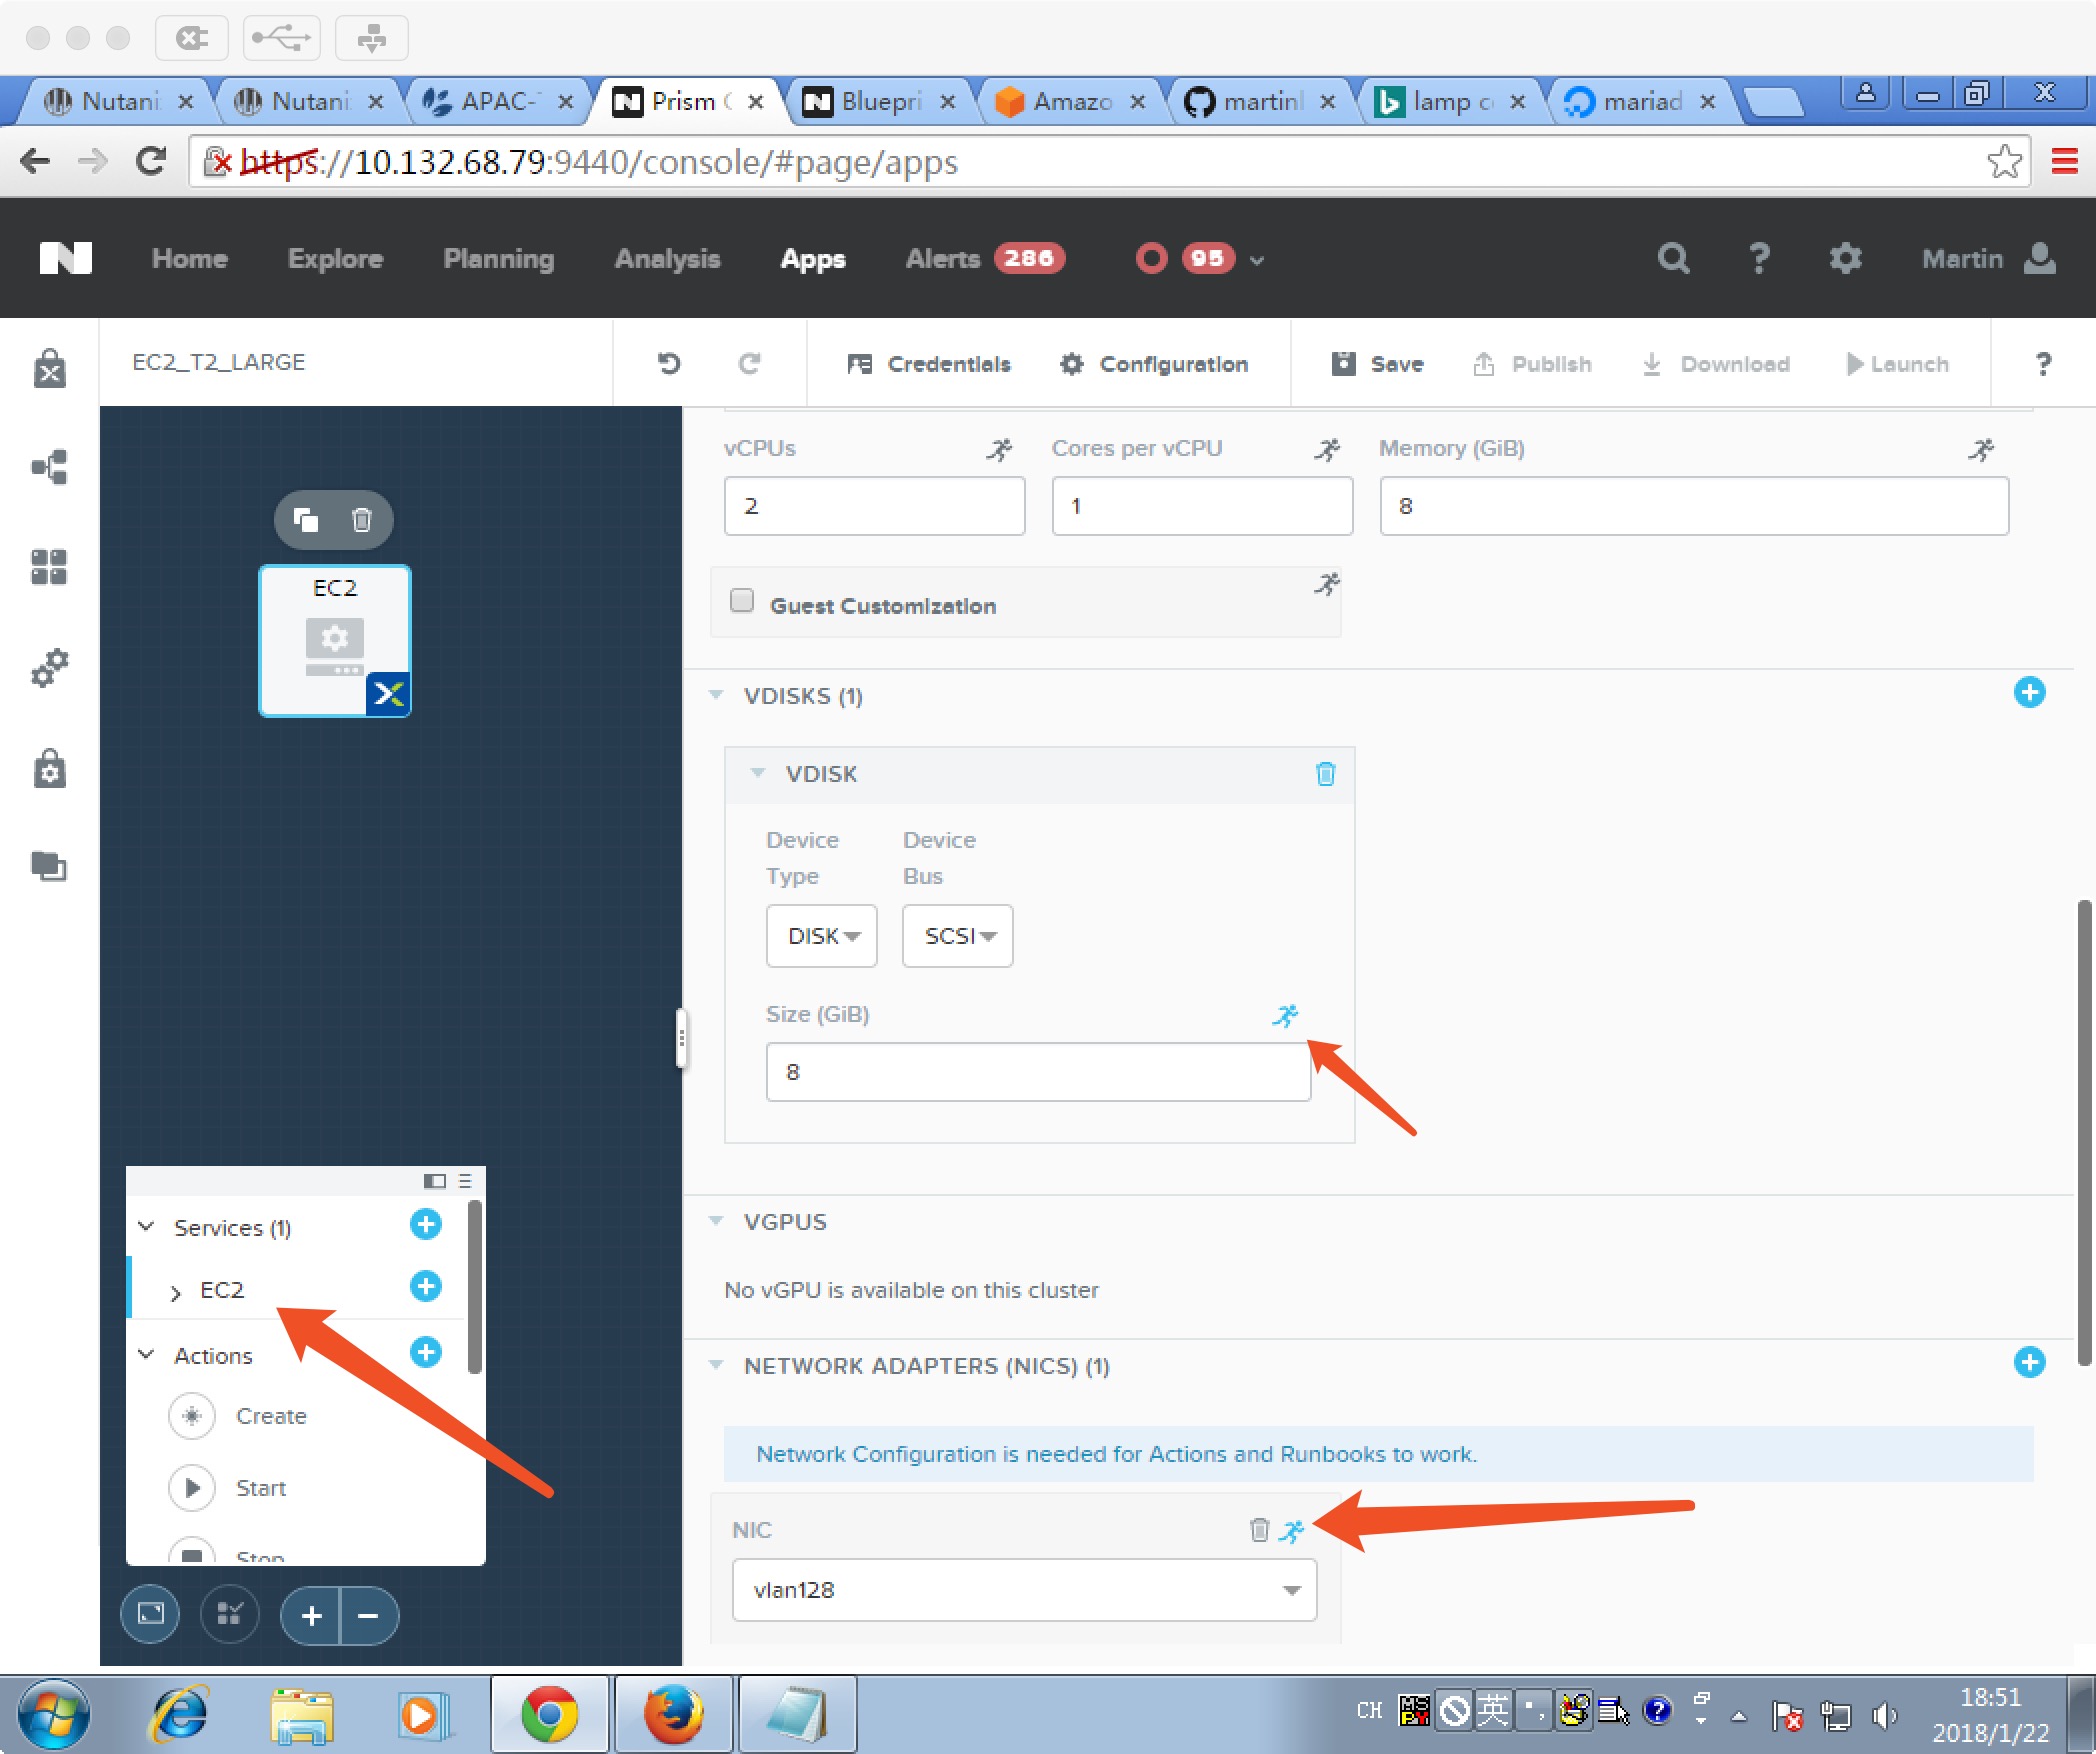 Nutani
Nutani
APAC-
Prism
Bluepri
Amazo
martin
lamp c
mariad
https://10.132.68.79:9440/console/#page/apps
Home
Explore
Planning
Analysis
Apps
Alerts 286
95
?
Martin
EC2_T2_LARGE
Credentials
Configuration
Save
Publish
Download
Launch
?
vCPUs
Cores per vCPU
Memory (GiB)
2
1
8
EC2
Guest Customization
VDISKS (1)
VDISK
Device Type
Device Bus
DISK
SCSI
Size (GiB)
8
Services (1)
EC2
Actions
Create
Start
Stop
VGPUS
No vGPU is available on this cluster
NETWORK ADAPTERS (NICS) (1)
Network Configuration is needed for Actions and Runbooks to work.
NIC
vlan128
CH
英
18:51
2018/1/22